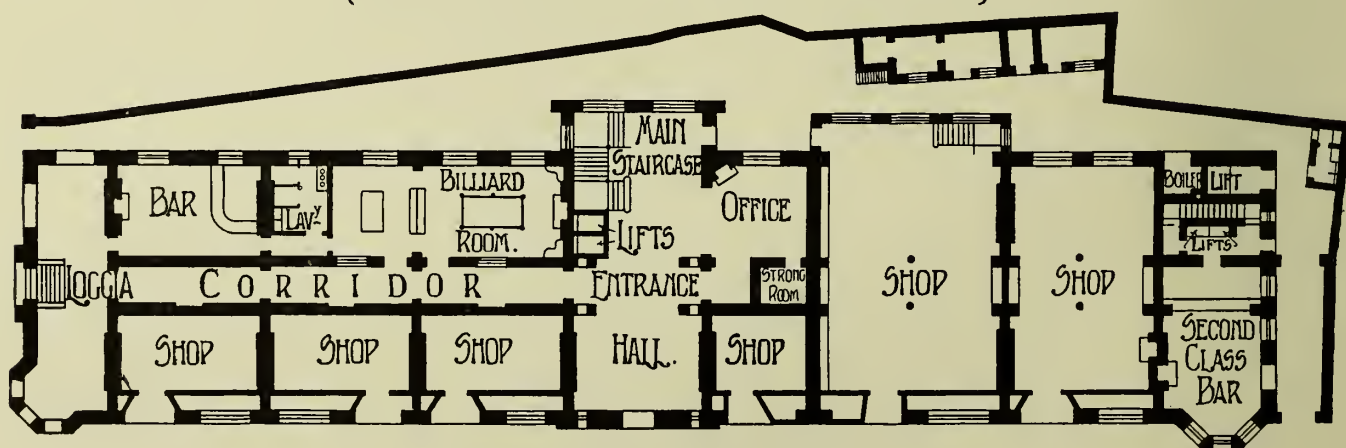 MAIN
STAIRCASE
BILLIARD
ROOM.
BAR
LAVY
OFFICE
LIFTS
BOILER
LIFT
LIFTS
LOGGIA
CORRIDOR
ENTRANCE
HALL.
STRONG
ROOM
SHOP
SHOP
SHOP
SHOP
SHOP
SHOP
SECOND
CLASS
BAR